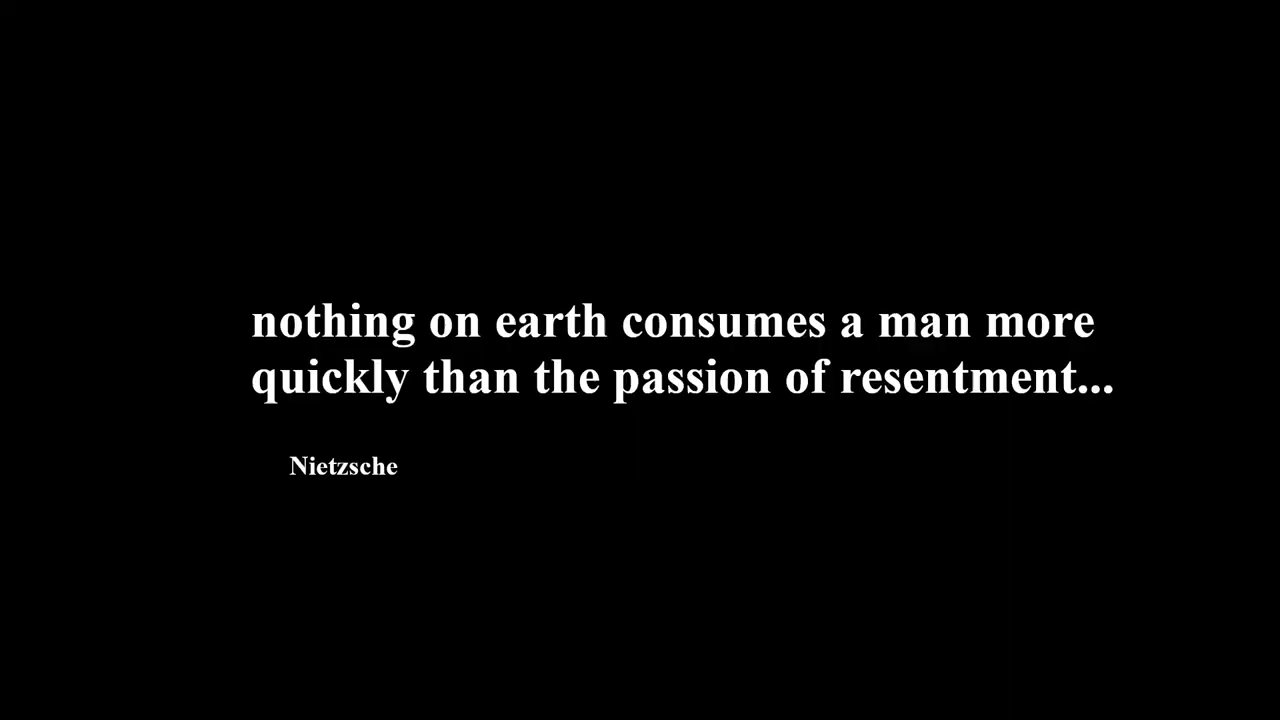 nothing on earth consumes a man more
quickly than the passion of resentment...
Nietzsche